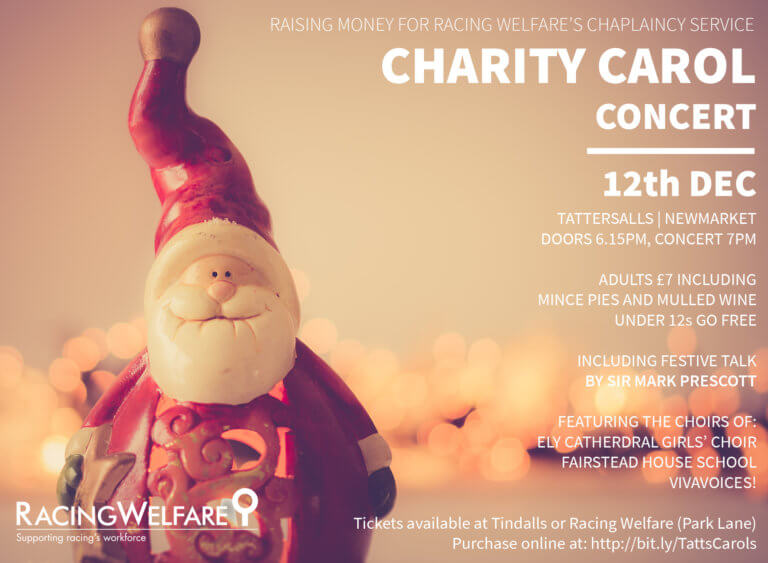 RAISING MONEY FOR RACING WELFARE'S CHAPLAINCY SERVICE
CHARITY CAROL
CONCERT
12th DEC
TATTERSALLS | NEWMARKET
DOORS 6.15PM, CONCERT 7PM
ADULTS £7 INCLUDING
MINCE PIES AND MULLED WINE
UNDER 12s GO FREE
INCLUDING FESTIVE TALK
BY SIR MARK PRESCOTT
FEATURING THE CHOIRS OF:
ELY CATHERDRAL GIRLS' CHOIR
FAIRSTEAD HOUSE SCHOOL
VIVAVOICES!
RACINGWELFARE
Supporting racing's workforce
Tickets available at Tindalls or Racing Welfare (Park Lane)
Purchase online at: http://bit.ly/TattsCarols